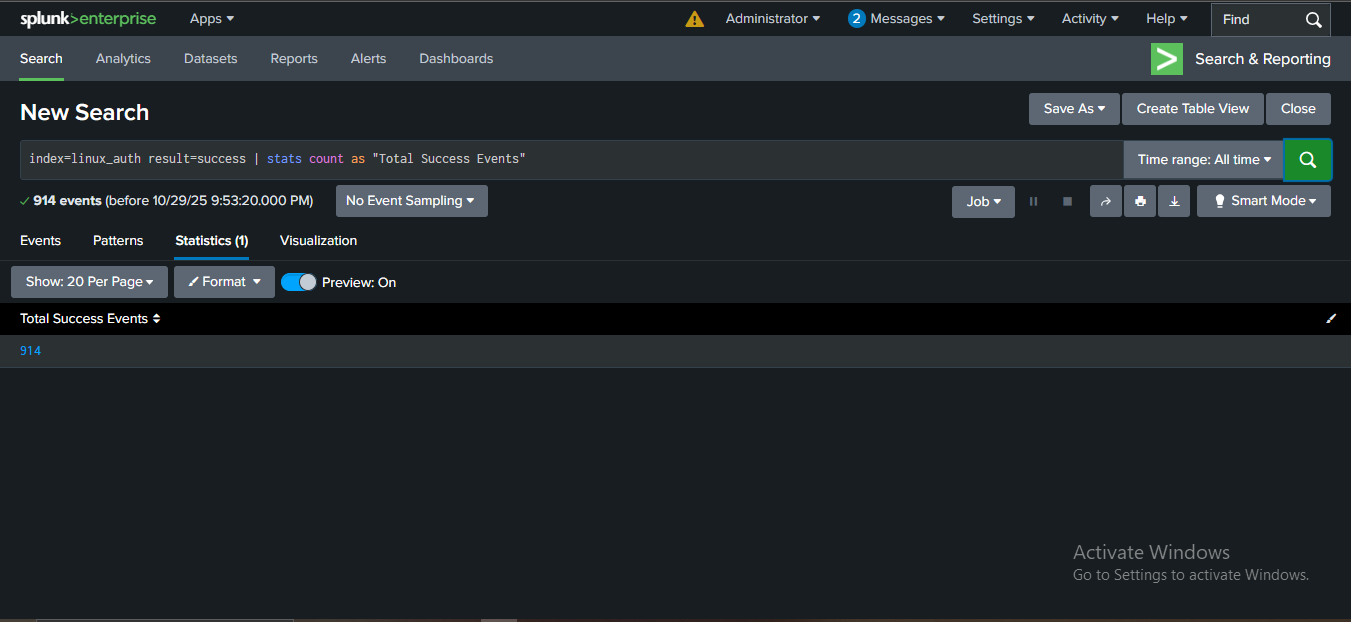 splunk>enterprise Apps Administrator 2 Messages Settings Activity Help Find
Search Analytics Datasets Reports Alerts Dashboards Search & Reporting
New Search Save As Create Table View Close
index=linux_auth result=success | stats count as "Total Success Events" Time range: All time
914 events (before 10/29/25 9:53:20.000 PM) No Event Sampling Job Smart Mode
Events Patterns Statistics (1) Visualization
Show: 20 Per Page Format Preview: On
Total Success Events
914
Activate Windows
Go to Settings to activate Windows.